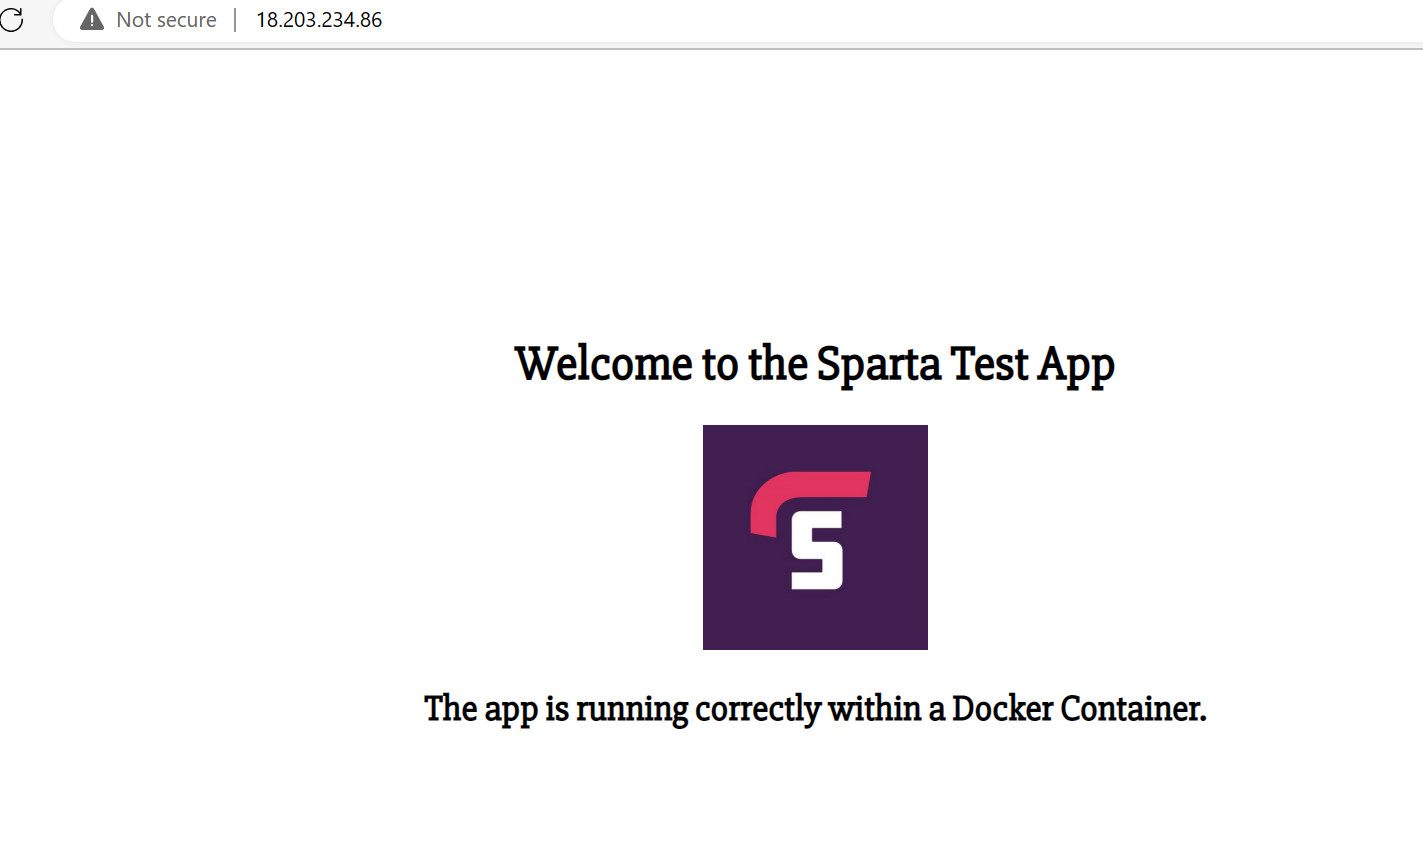 Not secure | 18.203.234.86
Welcome to the Sparta Test App
S
The app is running correctly within a Docker Container.